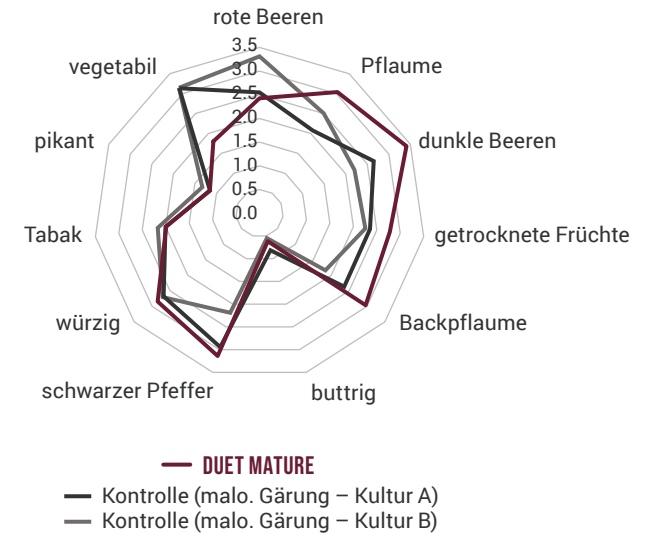 rote Beeren
3.5
3.0
2.5
2.0
1.5
1.0
0.5
0.0
Pflaume
dunkle Beeren
getrocknete Früchte
Backpflaume
buttrig
schwarzer Pfeffer
würzig
Tabak
pikant
vegetabil
DUET MATURE
Kontrolle (malo. Gärung – Kultur A)
Kontrolle (malo. Gärung – Kultur B)